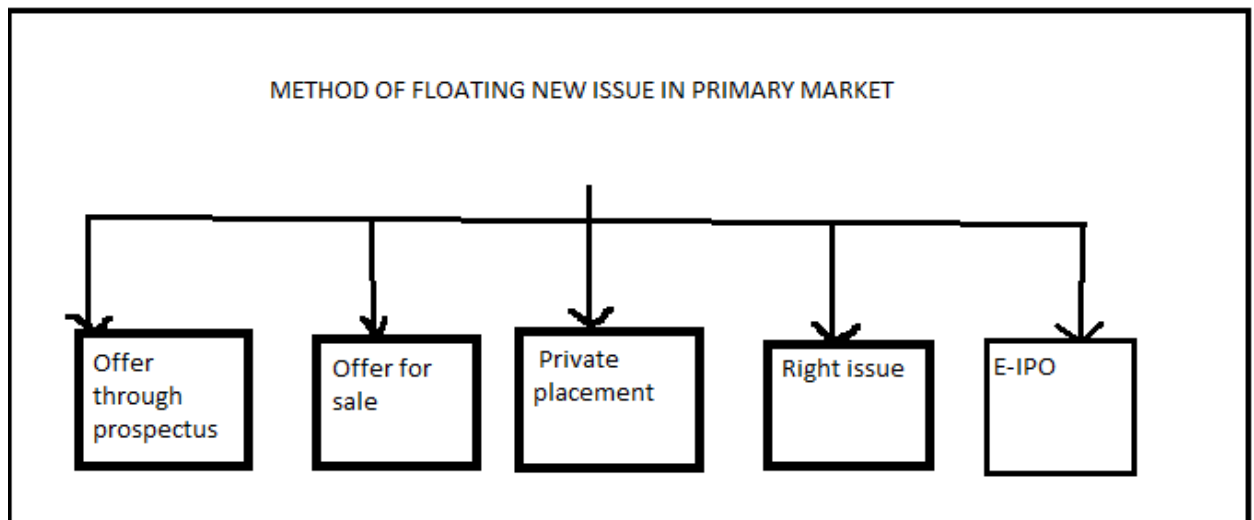 METHOD OF FLOATING NEW ISSUE IN PRIMARY MARKET
Offer
through
prospectus
Offer for
sale
Private
placement
Right issue
E-IPO